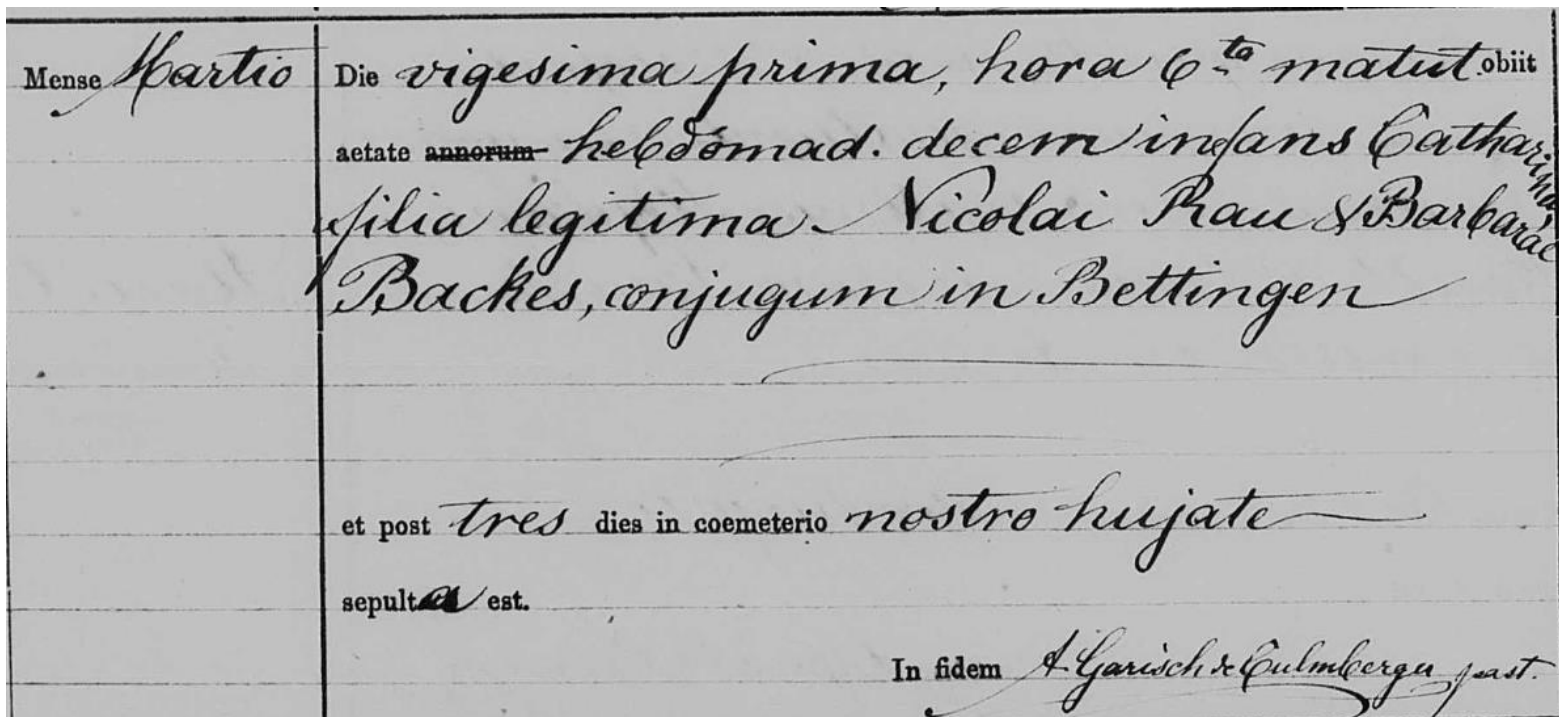 Mense Martio Die vigesima prima, hora 6ta matut. obiit
aetate annorum hebdomad. decem infans Catharina
filia legitima Nicolai Rau & Barbarae
Backes, conjugum in Bettingen
et post tres dies in coemeterio nostro hujate
sepulta est.
In fidem A Garisch de Culmbergu past.